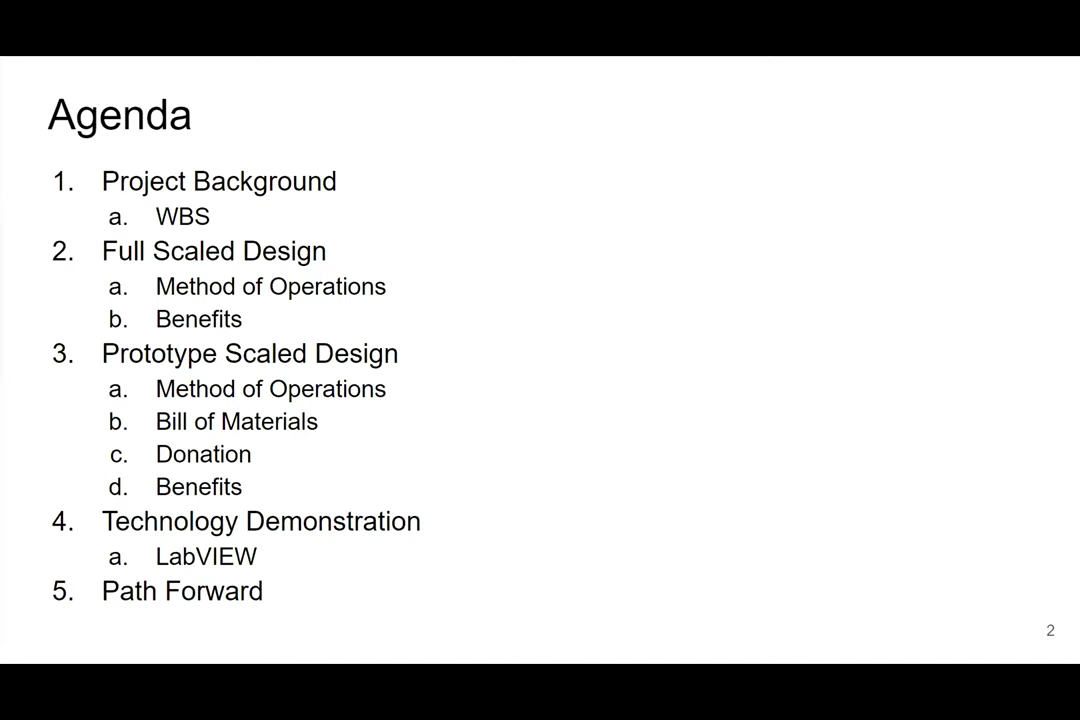 Agenda
1. Project Background
a. WBS
2. Full Scaled Design
a. Method of Operations
b. Benefits
3. Prototype Scaled Design
a. Method of Operations
b. Bill of Materials
c. Donation
d. Benefits
4. Technology Demonstration
a. LabVIEW
5. Path Forward
2